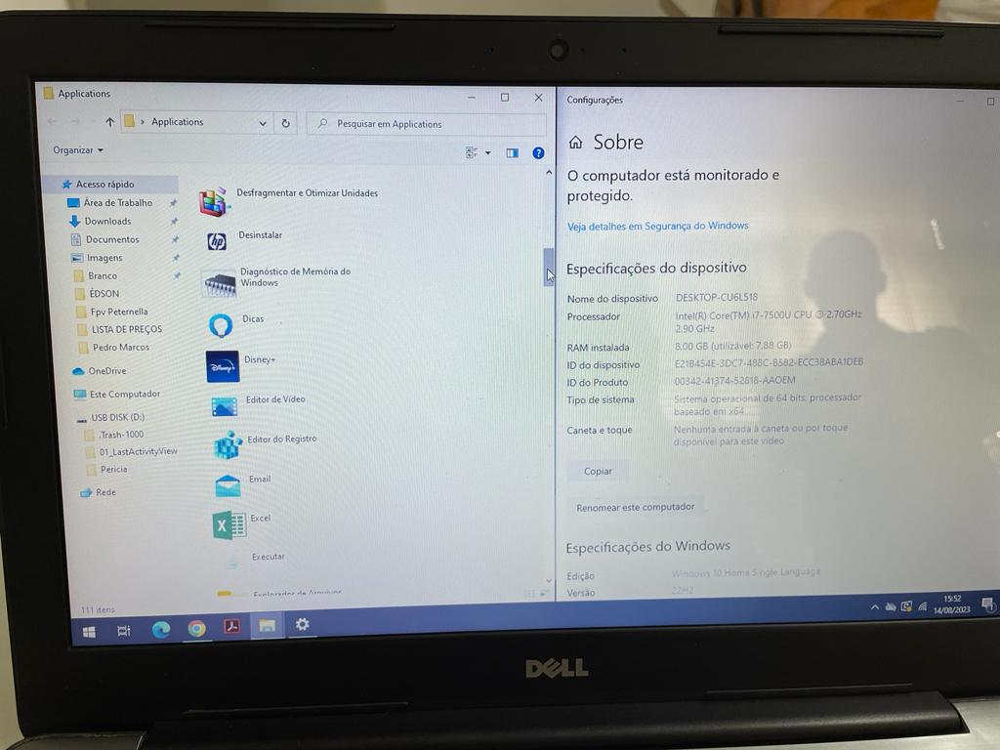 Applications
Applications
Pesquisar em Applications
Organizar
?
Acesso rápido
Área de Trabalho
Downloads
Documentos
Imagens
Branco
ÉDSON
Fpv Peternella
LISTA DE PREÇOS
Pedro Marcos
OneDrive
Este Computador
USB DISK (D:)
.Trash-1000
01_LastActivityView
Pericia
Rede
Desfragmentar e Otimizar Unidades
hp
Desinstalar
Diagnóstico de Memória do
Windows
Dicas
Disney+
Disney+
Editor de Vídeo
Editor do Registro
Email
X
Excel
Executar
Explorador de Arquivos
111 itens
Configurações
Sobre
O computador está monitorado e
protegido.
Veja detalhes em Segurança do Windows
Especificações do dispositivo
Nome do dispositivo DESKTOP-CU6L518
Processador Intel(R) Core(TM) i7-7500U CPU @ 2.70GHz
2.90 GHz
RAM instalada 8.00 GB (utilizável: 7.88 GB)
ID do dispositivo E21B454E-3DC7-488C-B582-ECC38ABA1DEB
ID do Produto 00342-41374-52818-AAOEM
Tipo de sistema Sistema operacional de 64 bits, processador
baseado em x64
Caneta e toque Nenhuma entrada à caneta ou por toque
disponível para este vídeo
Copiar
Renomear este computador
Especificações do Windows
Edição Windows 10 Home Single Language
Versão 22H2
15:52
14/08/2023
1
DELL